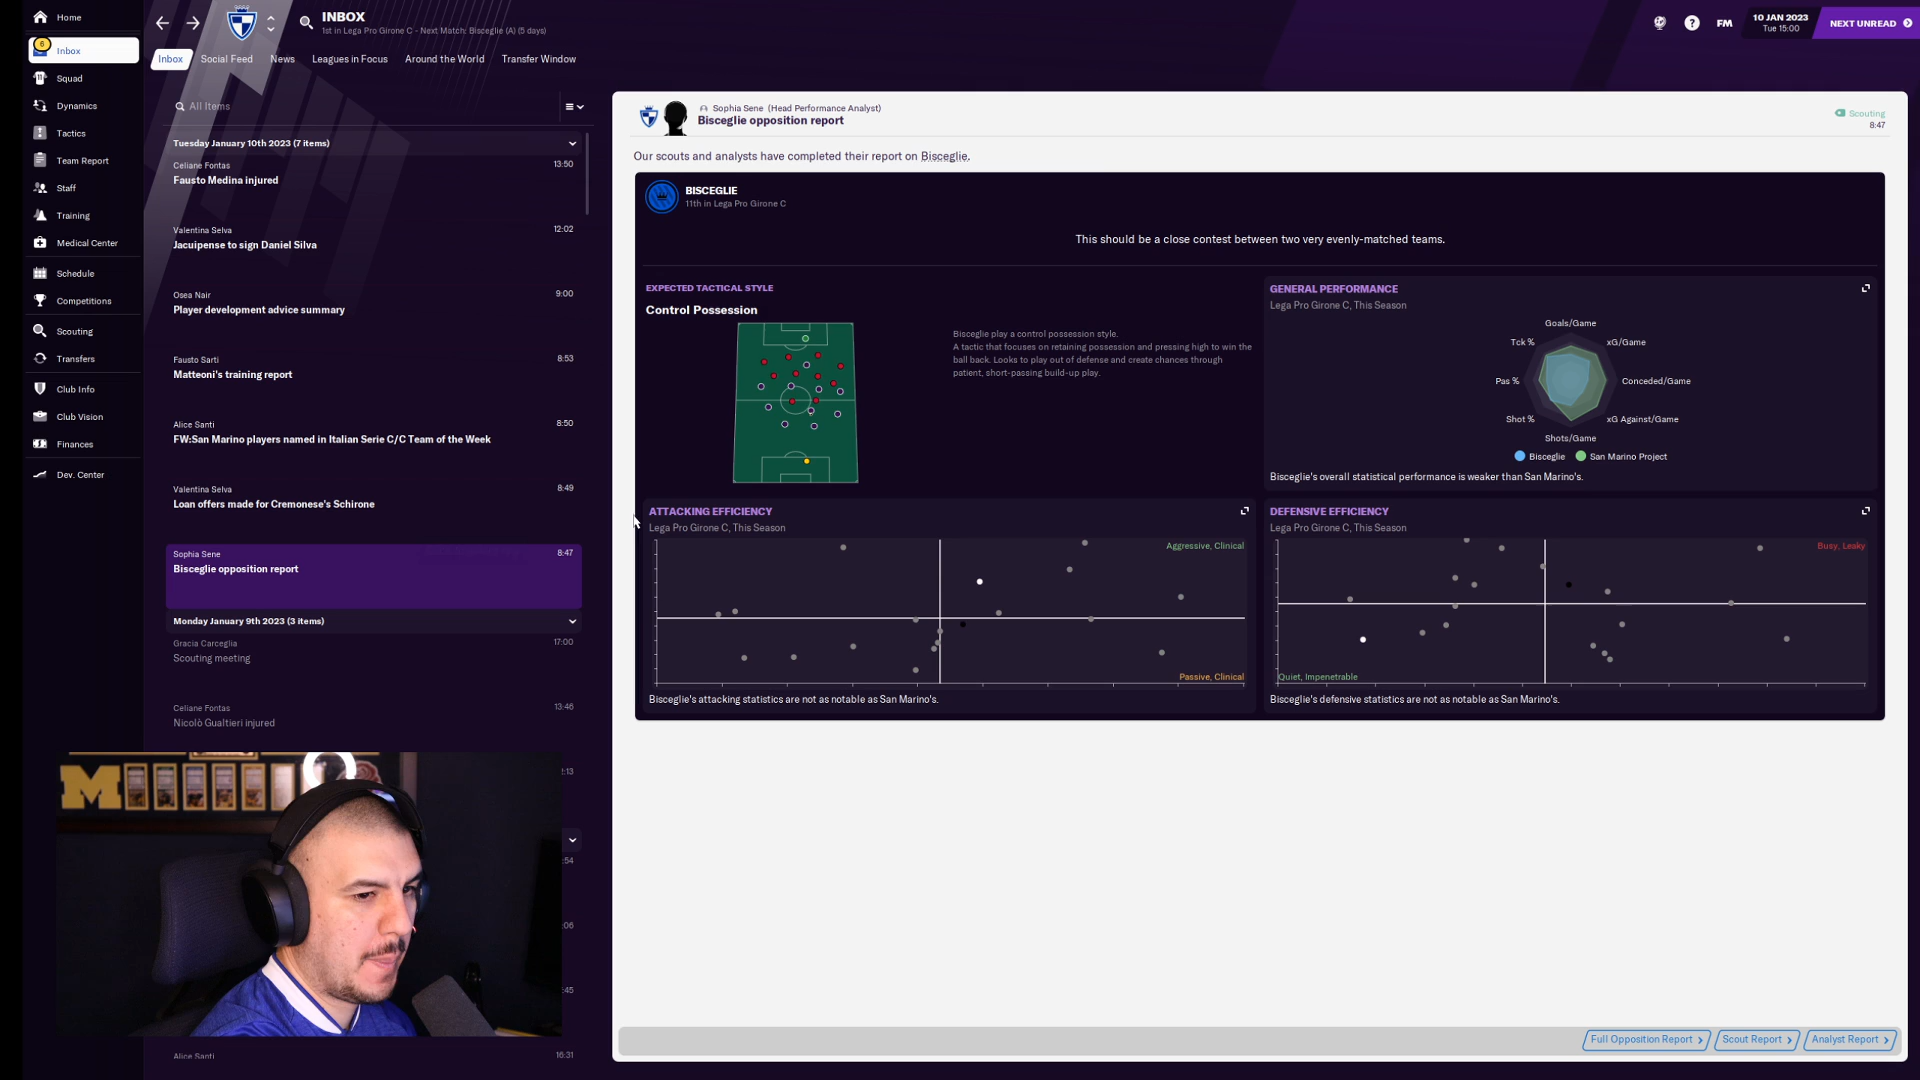 Home
Inbox
6
Squad
Dynamics
Tactics
Team Report
Staff
Training
Medical Center
Schedule
Competitions
Scouting
Transfers
Club Info
Club Vision
Finances
Dev. Center
INBOX
1st in Lega Pro Girone C - Next Match: Bisceglie (A) (5 days)
FM
10 JAN 2023
Tue 15:00
NEXT UNREAD
Inbox
Social Feed
News
Leagues in Focus
Around the World
Transfer Window
All Items
Tuesday January 10th 2023 (7 items)
Celiane Fontas
13:50
Fausto Medina injured
Valentina Selva
12:02
Jacuipense to sign Daniel Silva
Osea Nair
9:00
Player development advice summary
Fausto Sarti
8:53
Matteoni's training report
Alice Santi
8:50
FW:San Marino players named in Italian Serie C/C Team of the Week
Valentina Selva
8:49
Loan offers made for Cremonese's Schirone
Sophia Sene
8:47
Bisceglie opposition report
Monday January 9th 2023 (3 items)
Gracia Carceglia
17:00
Scouting meeting
Celiane Fontas
13:46
Nicolò Gualtieri injured
:13
:54
:06
:45
Alice Santi
16:31
M
Sophia Sene (Head Performance Analyst)
Bisceglie opposition report
Scouting
8:47
Our scouts and analysts have completed their report on Bisceglie.
BISCEGLIE
11th in Lega Pro Girone C
This should be a close contest between two very evenly-matched teams.
EXPECTED TACTICAL STYLE
Control Possession
Bisceglie play a control possession style.
A tactic that focuses on retaining possession and pressing high to win the
ball back. Looks to play out of defense and create chances through
patient, short-passing build-up play.
GENERAL PERFORMANCE
Lega Pro Girone C, This Season
Goals/Game
Tck %
xG/Game
Pas %
Conceded/Game
Shot %
xG Against/Game
Shots/Game
Bisceglie
San Marino Project
Bisceglie's overall statistical performance is weaker than San Marino's.
ATTACKING EFFICIENCY
Lega Pro Girone C, This Season
Aggressive, Clinical
Passive, Clinical
Bisceglie's attacking statistics are not as notable as San Marino's.
DEFENSIVE EFFICIENCY
Lega Pro Girone C, This Season
Busy, Leaky
Quiet, Impenetrable
Bisceglie's defensive statistics are not as notable as San Marino's.
Full Opposition Report
Scout Report
Analyst Report